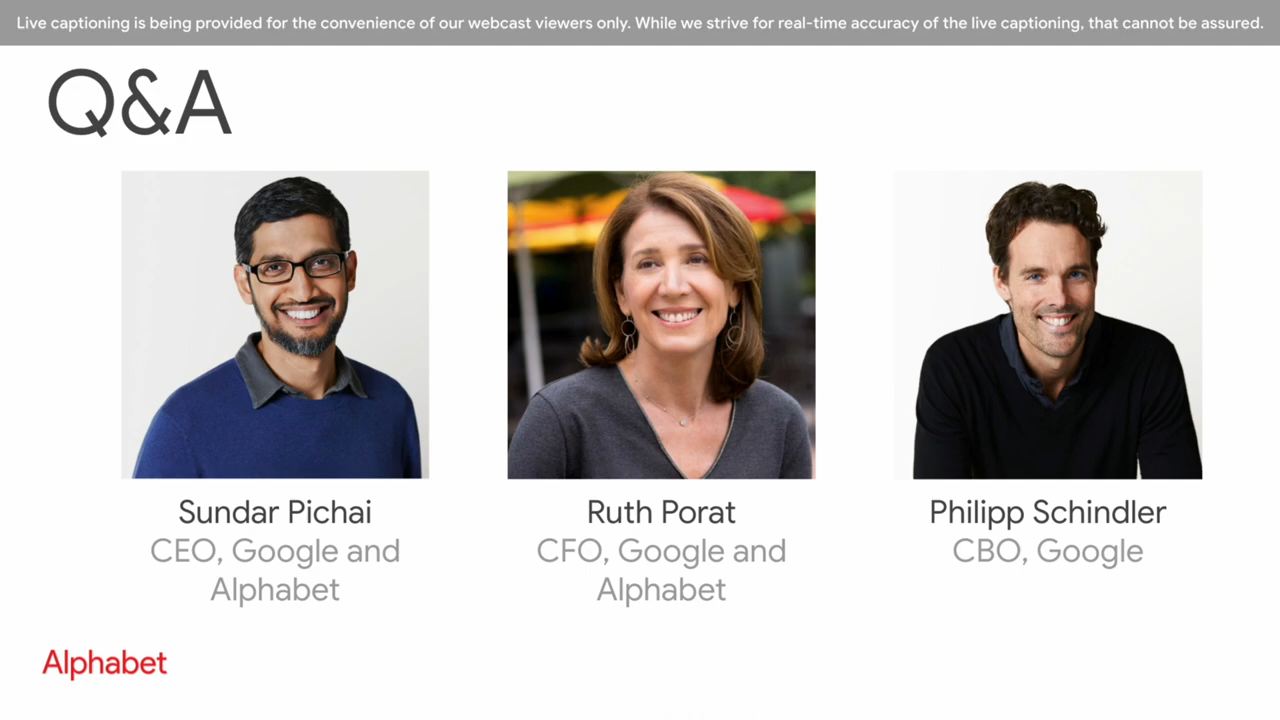 Live captioning is being provided for the convenience of our webcast viewers only. While we strive for real-time accuracy of the live captioning, that cannot be assured.
Q&A
Sundar Pichai
CEO, Google and
Alphabet
Ruth Porat
CFO, Google and
Alphabet
Philipp Schindler
CBO, Google
Alphabet